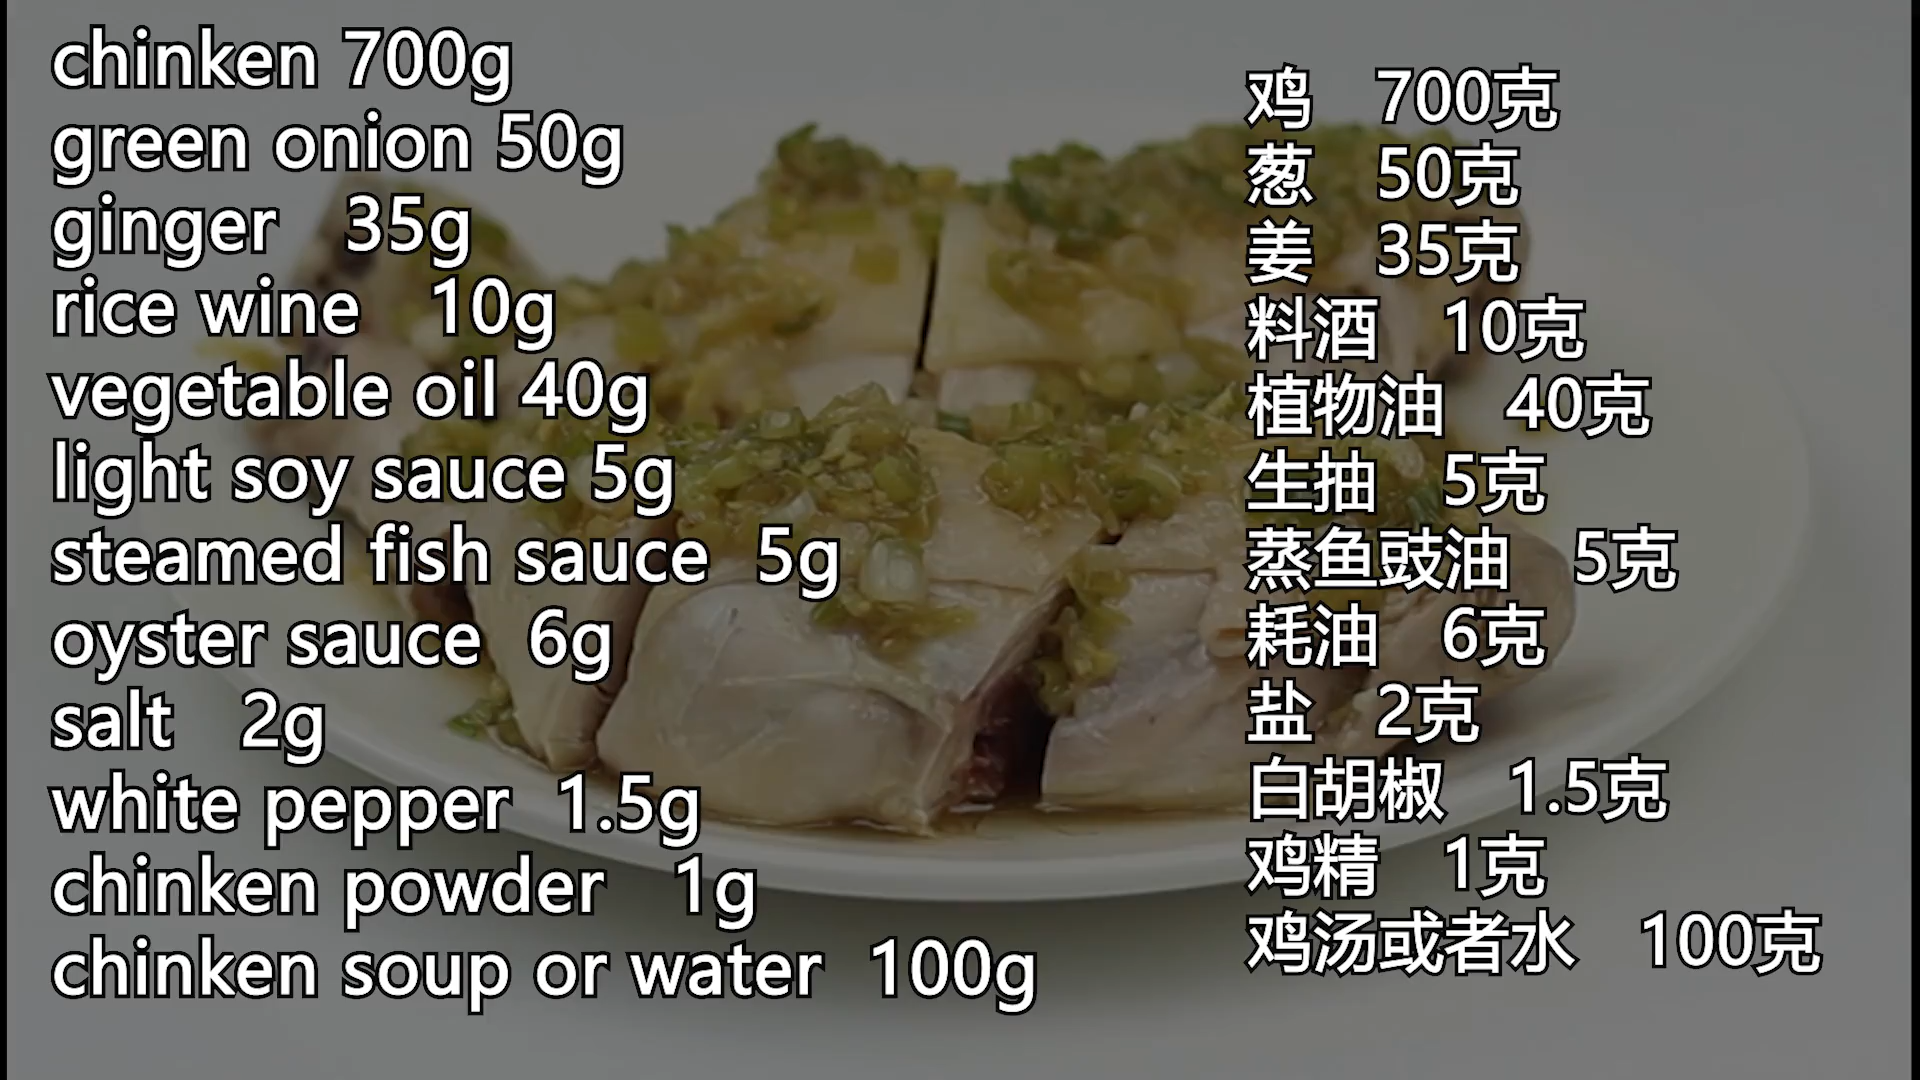 chinken 700g
green onion 50g
ginger 35g
rice wine 10g
vegetable oil 40g
light soy sauce 5g
steamed fish sauce 5g
oyster sauce 6g
salt 2g
white pepper 1.5g
chinken powder 1g
chinken soup or water 100g
鸡 700克
葱 50克
姜 35克
料酒 10克
植物油 40克
生抽 5克
蒸鱼豉油 5克
耗油 6克
盐 2克
白胡椒 1.5克
鸡精 1克
鸡汤或者水 100克